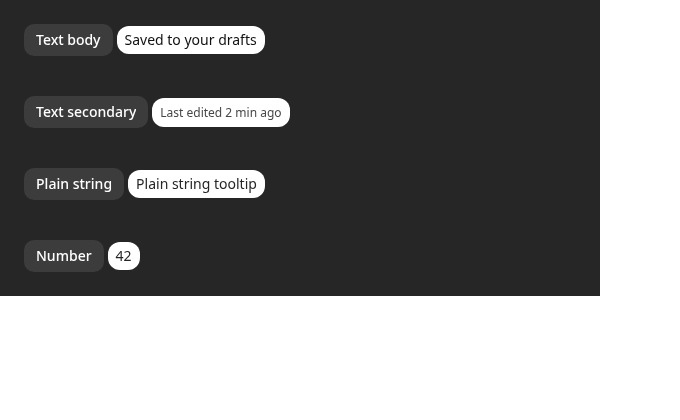 Text body Saved to your drafts
Text secondary Last edited 2 min ago
Plain string Plain string tooltip
Number 42